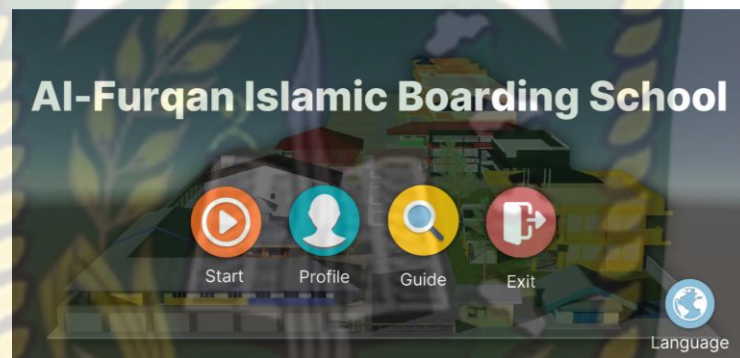 Al-Furqan Islamic Boarding School
Start Profile Guide Exit
Language